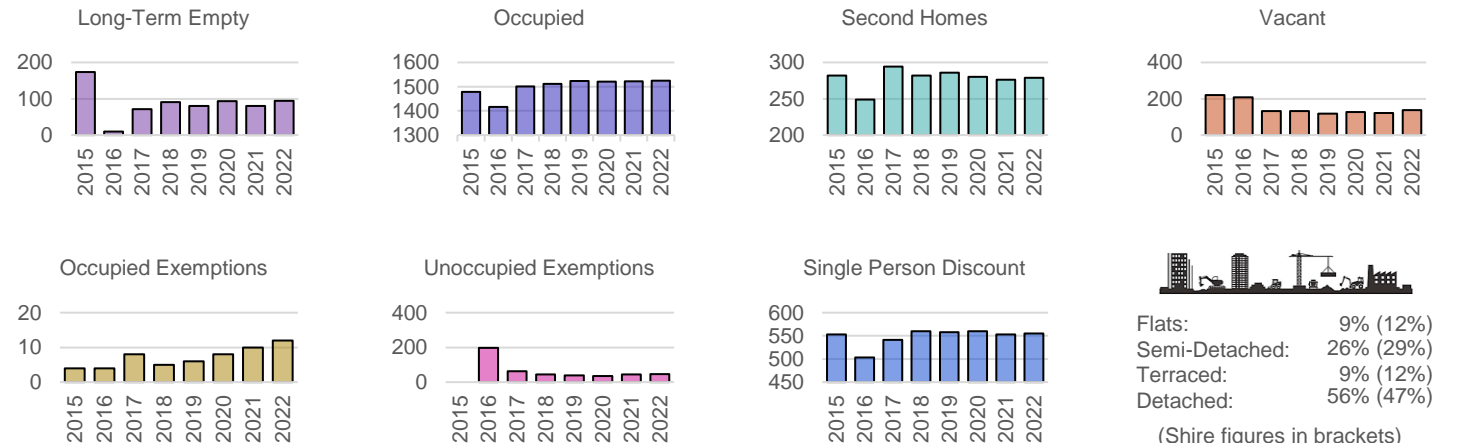 Long-Term Empty
200
100
0
2015 2016 2017 2018 2019 2020 2021 2022
Occupied
1600
1500
1400
1300
2015 2016 2017 2018 2019 2020 2021 2022
Second Homes
300
250
200
2015 2016 2017 2018 2019 2020 2021 2022
Vacant
400
200
0
2015 2016 2017 2018 2019 2020 2021 2022
Occupied Exemptions
20
10
0
2015 2016 2017 2018 2019 2020 2021 2022
Unoccupied Exemptions
400
200
0
2015 2016 2017 2018 2019 2020 2021 2022
Single Person Discount
600
550
500
450
2015 2016 2017 2018 2019 2020 2021 2022
Flats: 9% (12%)
Semi-Detached: 26% (29%)
Terraced: 9% (12%)
Detached: 56% (47%)
(Shire figures in brackets)